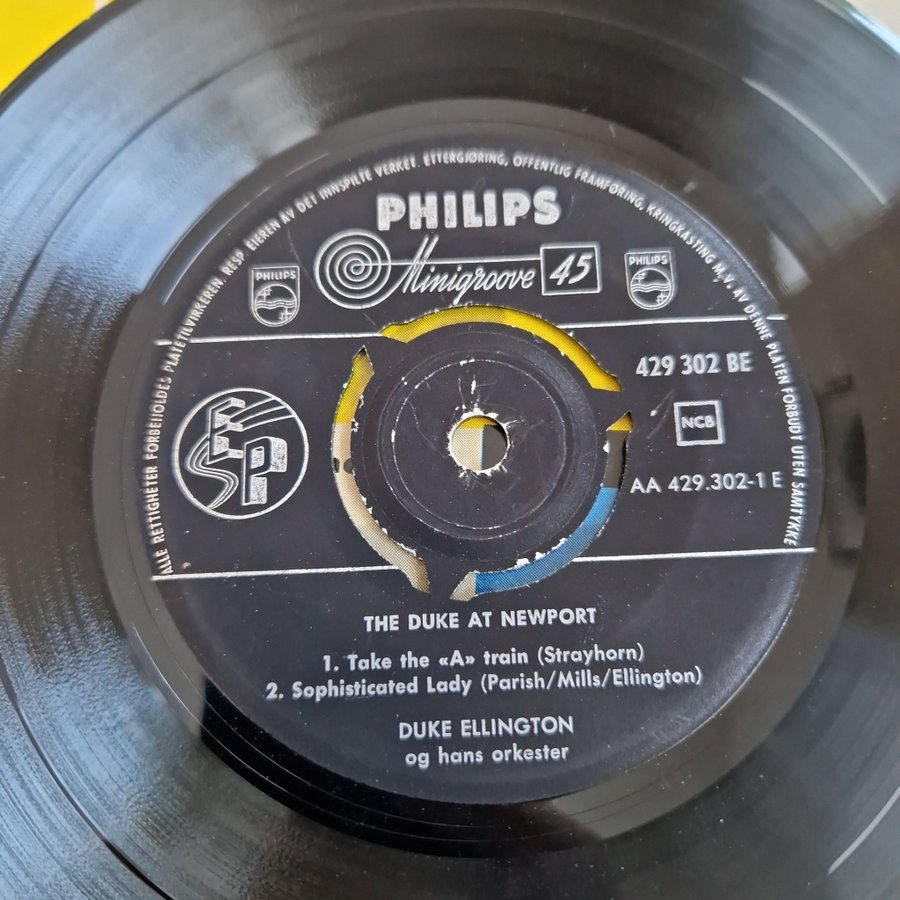 ALLE RETTIGHETER FORBEHOLDES PLATETILVIRKEREN, RESP. EIEREN AV DET INNSPILTE VERKET. ETTERGJØRING, OFFENTLIG FRAMFØRING, KRINGKASTING M.V. AV DENNE PLATEN FORBUDT UTEN SAMTYKKE
PHILIPS
Minigroove 45
PHILIPS
PHILIPS
429 302 BE
EP
NCB
AA 429.302-1 E
THE DUKE AT NEWPORT
1. Take the «A» train (Strayhorn)
2. Sophisticated Lady (Parish/Mills/Ellington)
DUKE ELLINGTON
og hans orkester